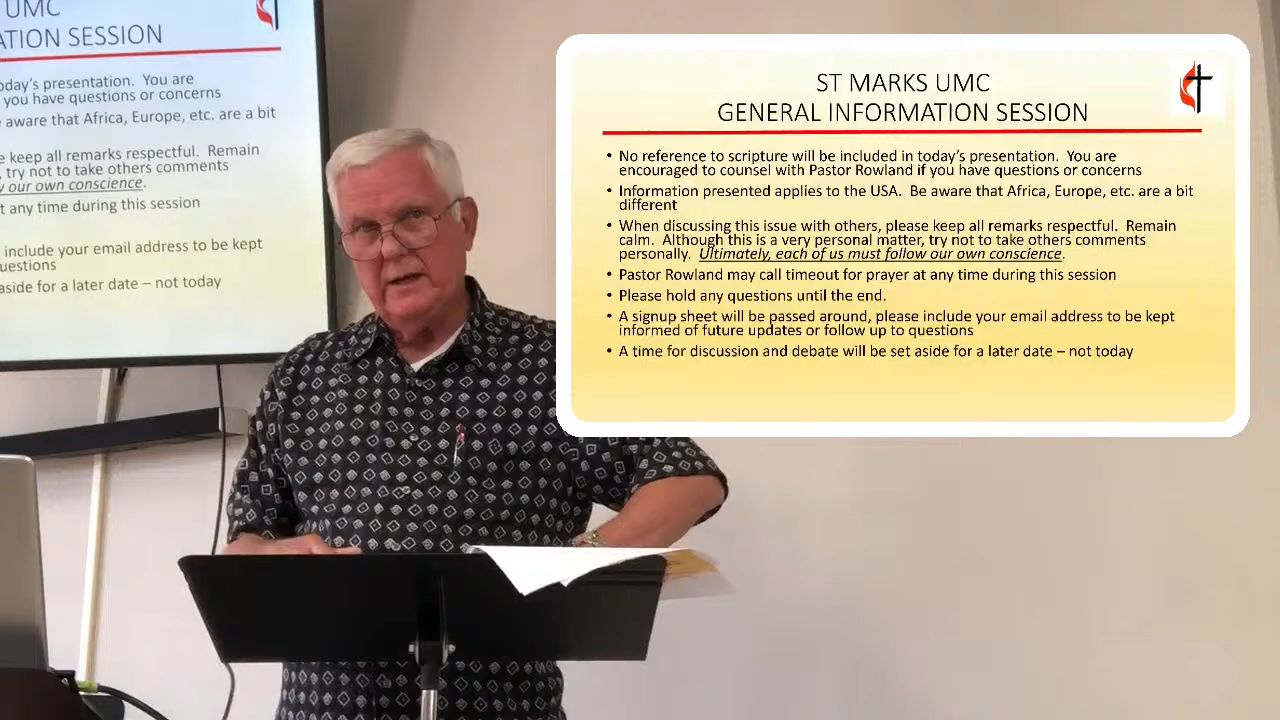 UMC
ATION SESSION
oday's presentation. You are
you have questions or concerns
e aware that Africa, Europe, etc. are a bit
e keep all remarks respectful. Remain
, try not to take others comments
y our own conscience.
t any time during this session
include your email address to be kept
uestions
aside for a later date – not today
ST MARKS UMC
GENERAL INFORMATION SESSION
• No reference to scripture will be included in today's presentation. You are
encouraged to counsel with Pastor Rowland if you have questions or concerns
• Information presented applies to the USA. Be aware that Africa, Europe, etc. are a bit
different
• When discussing this issue with others, please keep all remarks respectful. Remain
calm. Although this is a very personal matter, try not to take others comments
personally. Ultimately, each of us must follow our own conscience.
• Pastor Rowland may call timeout for prayer at any time during this session
• Please hold any questions until the end.
• A signup sheet will be passed around, please include your email address to be kept
informed of future updates or follow up to questions
• A time for discussion and debate will be set aside for a later date – not today